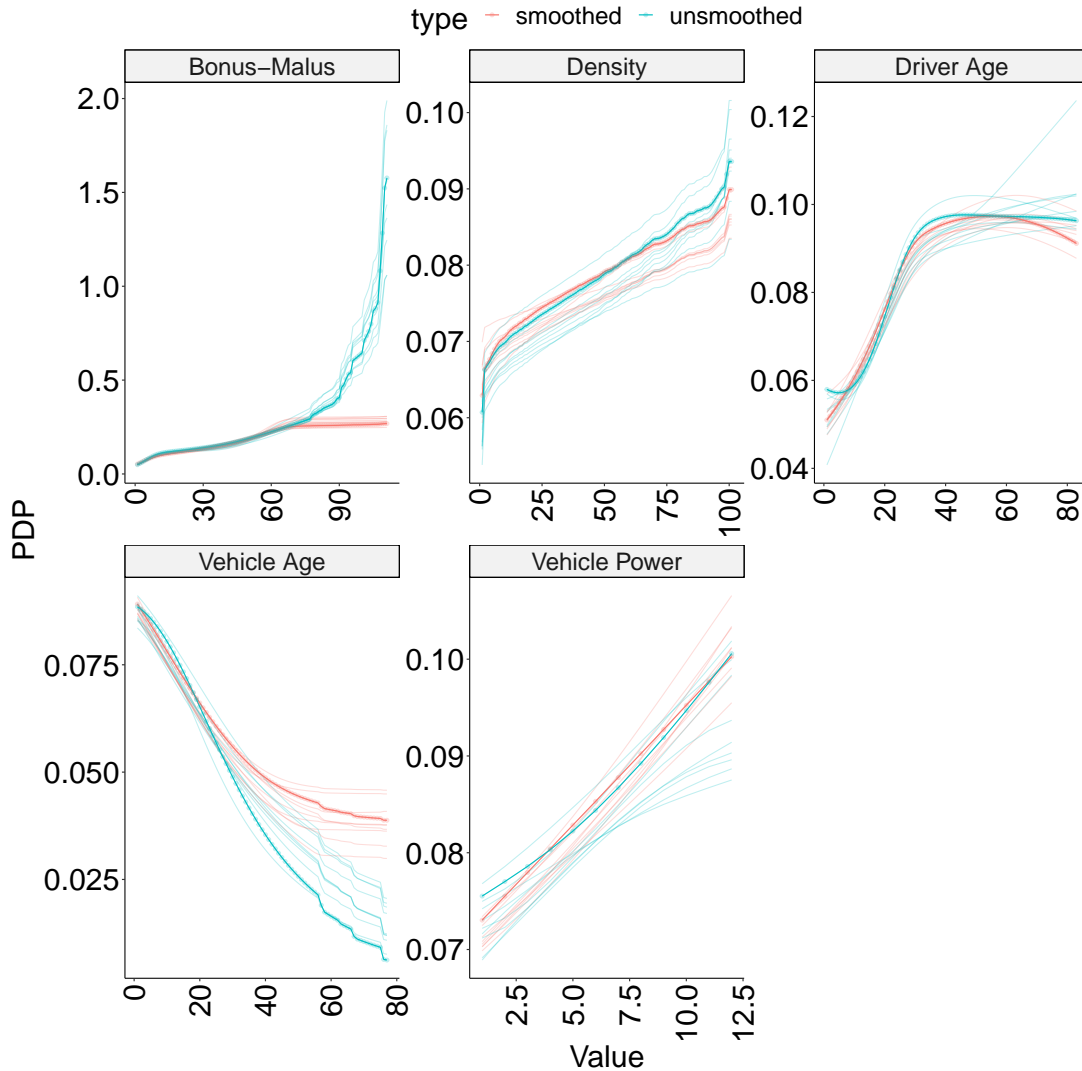 type smoothed unsmoothed
Bonus−Malus Density Driver Age
2.0
1.5
1.0
0.5
0.0
0 30 60 90
0.10
0.09
0.08
0.07
0.06
0 25 50 75 100
0.12
0.10
0.08
0.06
0.04
0 20 40 60 80
PDP
Vehicle Age Vehicle Power
0.075
0.050
0.025
0 20 40 60 80
0.10
0.09
0.08
0.07
2.5 5.0 7.5 10.0 12.5
Value